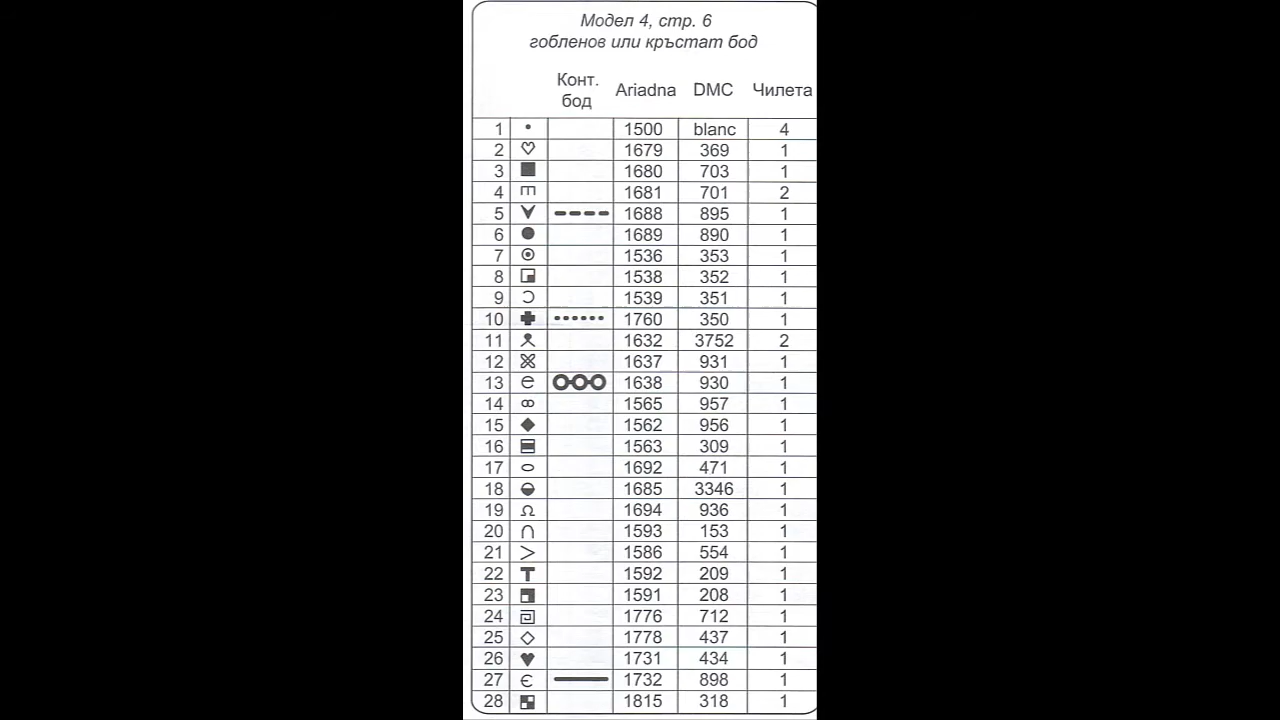 Модел 4, стр. 6
гобленов или кръстат бод
Конт. бод Ariadna DMC Чилета
1 • 1500 blanc 4
2 ♡ 1679 369 1
3 ■ 1680 703 1
4 1681 701 2
5 1688 895 1
6 ● 1689 890 1
7 ⊙ 1536 353 1
8 1538 352 1
9 1539 351 1
10 ✚ 1760 350 1
11 1632 3752 2
12 1637 931 1
13 e 1638 930 1
14 1565 957 1
15 ◆ 1562 956 1
16 1563 309 1
17 1692 471 1
18 1685 3346 1
19 Ω 1694 936 1
20 ∩ 1593 153 1
21 > 1586 554 1
22 T 1592 209 1
23 1591 208 1
24 1776 712 1
25 ◇ 1778 437 1
26 ♥ 1731 434 1
27 € 1732 898 1
28 1815 318 1